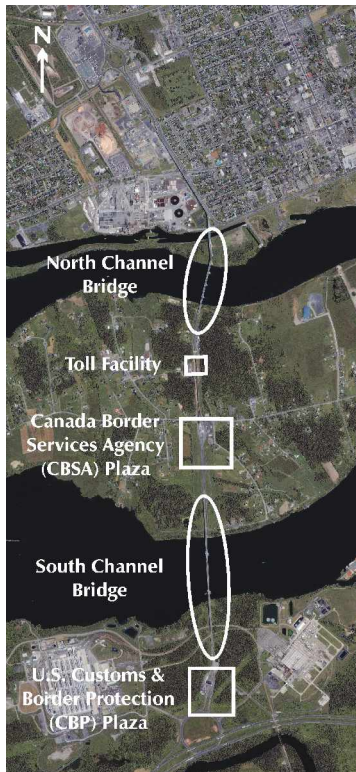 N
North Channel
Bridge
Toll Facility
Canada Border
Services Agency
(CBSA) Plaza
South Channel
Bridge
U.S. Customs &
Border Protection
(CBP) Plaza